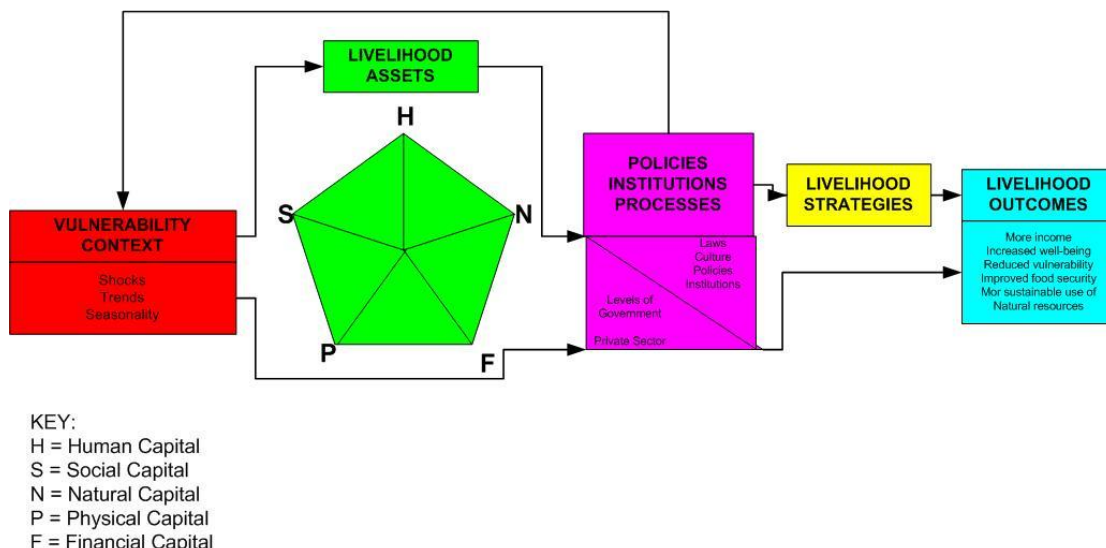 LIVELIHOOD
ASSETS
H
S
N
P
F
VULNERABILITY
CONTEXT
Shocks
Trends
Seasonality
POLICIES
INSTITUTIONS
PROCESSES
Laws
Culture
Policies
Institutions
Levels of
Government
Private Sector
LIVELIHOOD
STRATEGIES
LIVELIHOOD
OUTCOMES
More income
Increased well-being
Reduced vulnerability
Improved food security
Mor sustainable use of
Natural resources
KEY:
H = Human Capital
S = Social Capital
N = Natural Capital
P = Physical Capital
F = Financial Capital